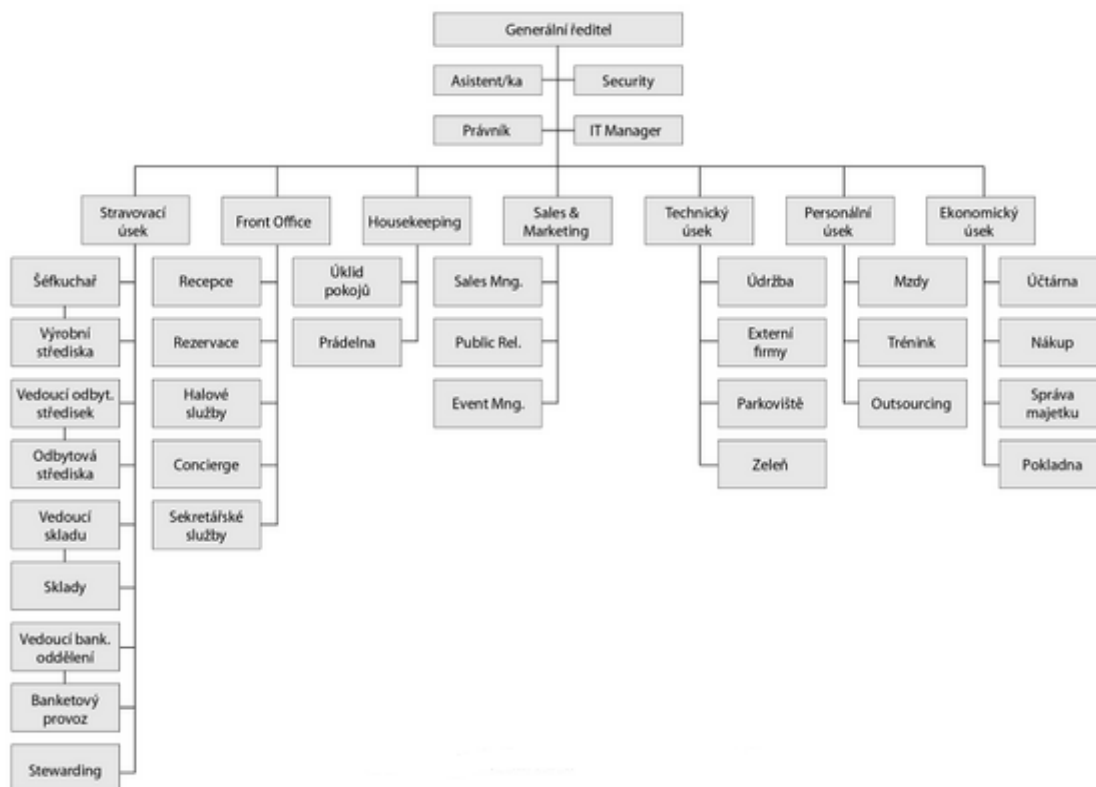 Generální ředitel
Asistent/ka
Security
Právník
IT Manager
Stravovací
úsek
Front Office
Housekeeping
Sales &
Marketing
Technický
úsek
Personální
úsek
Ekonomický
úsek
Šéfkuchař
Výrobní
střediska
Vedoucí odbyt.
středisek
Odbytová
střediska
Vedoucí
skladu
Sklady
Vedoucí bank.
oddělení
Banketový
provoz
Stewarding
Recepce
Rezervace
Halové
služby
Concierge
Sekretářské
služby
Úklid
pokojů
Prádelna
Sales Mng.
Public Rel.
Event Mng.
Údržba
Externí
firmy
Parkoviště
Zeleň
Mzdy
Trénink
Outsourcing
Účtárna
Nákup
Správa
majetku
Pokladna